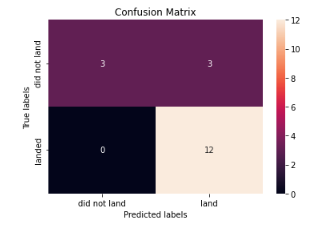 Confusion Matrix
did not land
landed
True labels
3 3
0 12
did not land land
Predicted labels
12
10
8
6
4
2
0